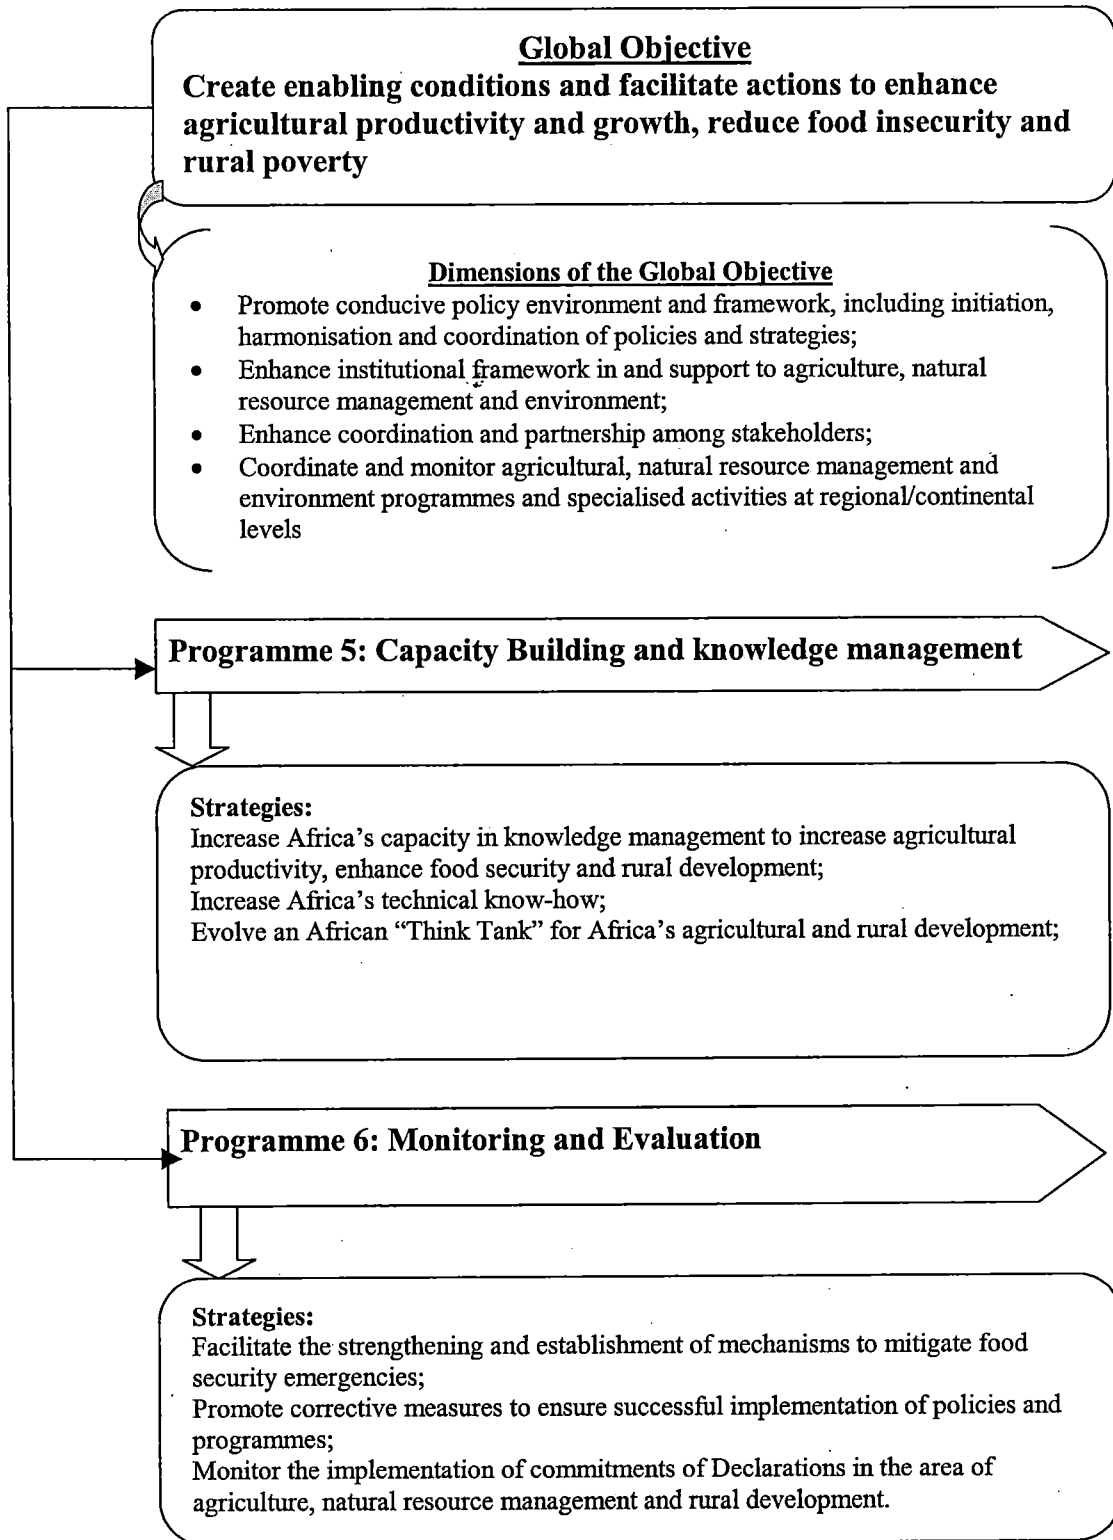 Global Objective
Create enabling conditions and facilitate actions to enhance
agricultural productivity and growth, reduce food insecurity and
rural poverty
Dimensions of the Global Objective
• Promote conducive policy environment and framework, including initiation,
harmonisation and coordination of policies and strategies;
• Enhance institutional framework in and support to agriculture, natural
resource management and environment;
• Enhance coordination and partnership among stakeholders;
• Coordinate and monitor agricultural, natural resource management and
environment programmes and specialised activities at regional/continental
levels
Programme 5: Capacity Building and knowledge management
Strategies:
Increase Africa's capacity in knowledge management to increase agricultural
productivity, enhance food security and rural development;
Increase Africa's technical know-how;
Evolve an African “Think Tank” for Africa's agricultural and rural development;
Programme 6: Monitoring and Evaluation
Strategies:
Facilitate the strengthening and establishment of mechanisms to mitigate food
security emergencies;
Promote corrective measures to ensure successful implementation of policies and
programmes;
Monitor the implementation of commitments of Declarations in the area of
agriculture, natural resource management and rural development.